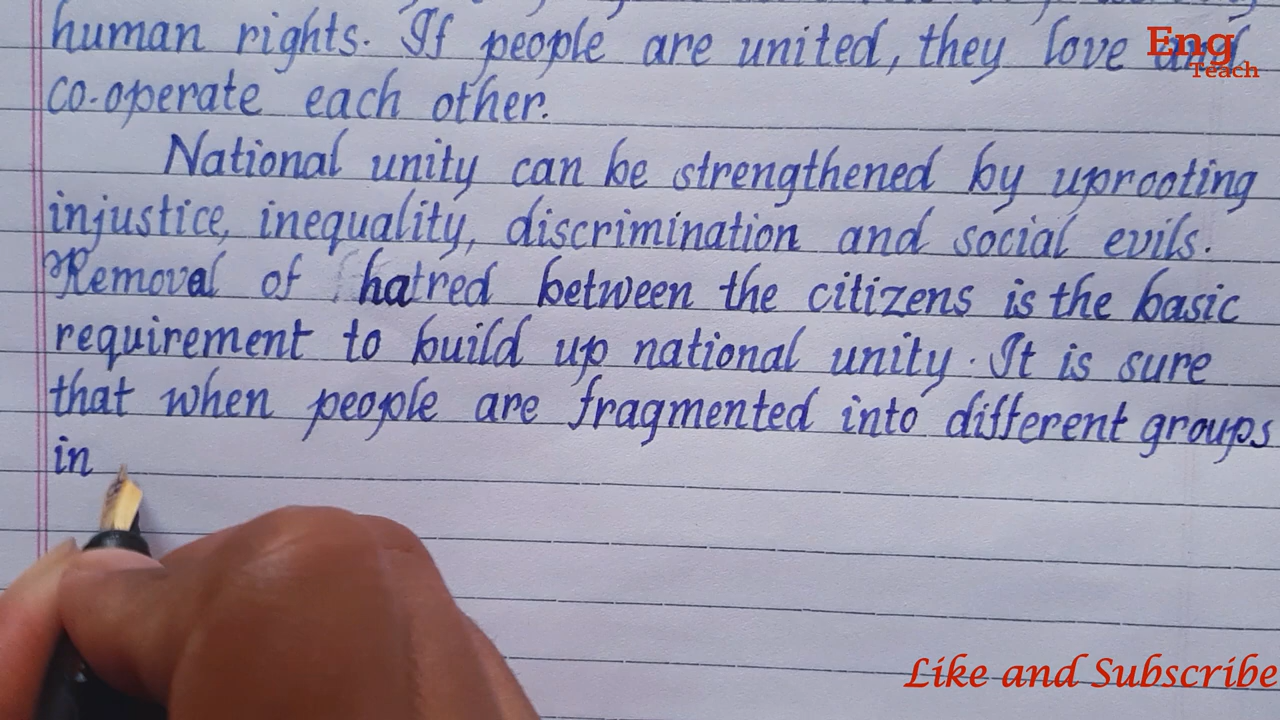 human rights. If people are united, they love and
co-operate each other.
National unity can be strengthened by uprooting
injustice, inequality, discrimination and social evils.
Removal of hatred between the citizens is the basic
requirement to build up national unity. It is sure
that when people are fragmented into different groups
in
Eng
Teach
Like and Subscribe